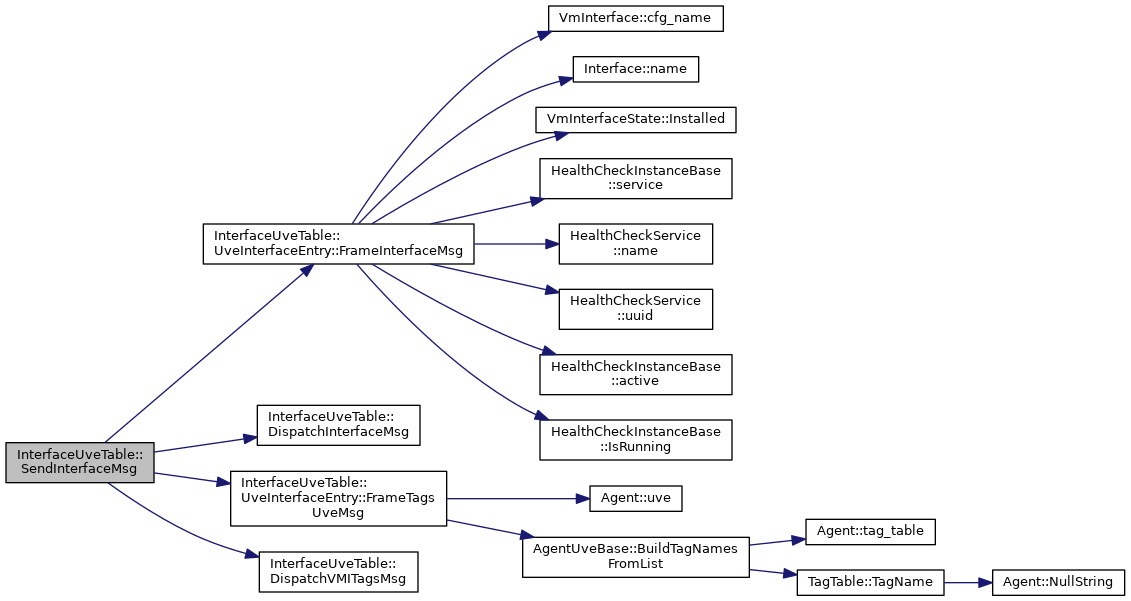 VmInterface::cfg_name
Interface::name
VmInterfaceState::Installed
HealthCheckInstanceBase
::service
InterfaceUveTable::
UveInterfaceEntry::FrameInterfaceMsg
HealthCheckService
::name
HealthCheckService
::uuid
HealthCheckInstanceBase
::active
HealthCheckInstanceBase
::IsRunning
InterfaceUveTable::
SendInterfaceMsg
InterfaceUveTable::
DispatchInterfaceMsg
InterfaceUveTable::
UveInterfaceEntry::FrameTags
UveMsg
Agent::uve
AgentUveBase::BuildTagNames
FromList
Agent::tag_table
TagTable::TagName
Agent::NullString
InterfaceUveTable::
DispatchVMITagsMsg